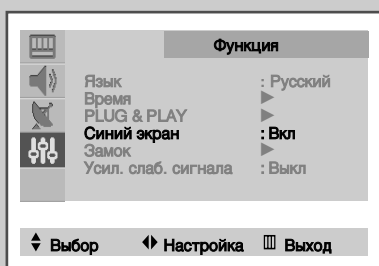 Функция
Язык : Русский
Время
PLUG & PLAY
Синий экран : Вкл
Замок
Усил. слаб. сигнала : Выкл
Выбор Настройка Выход